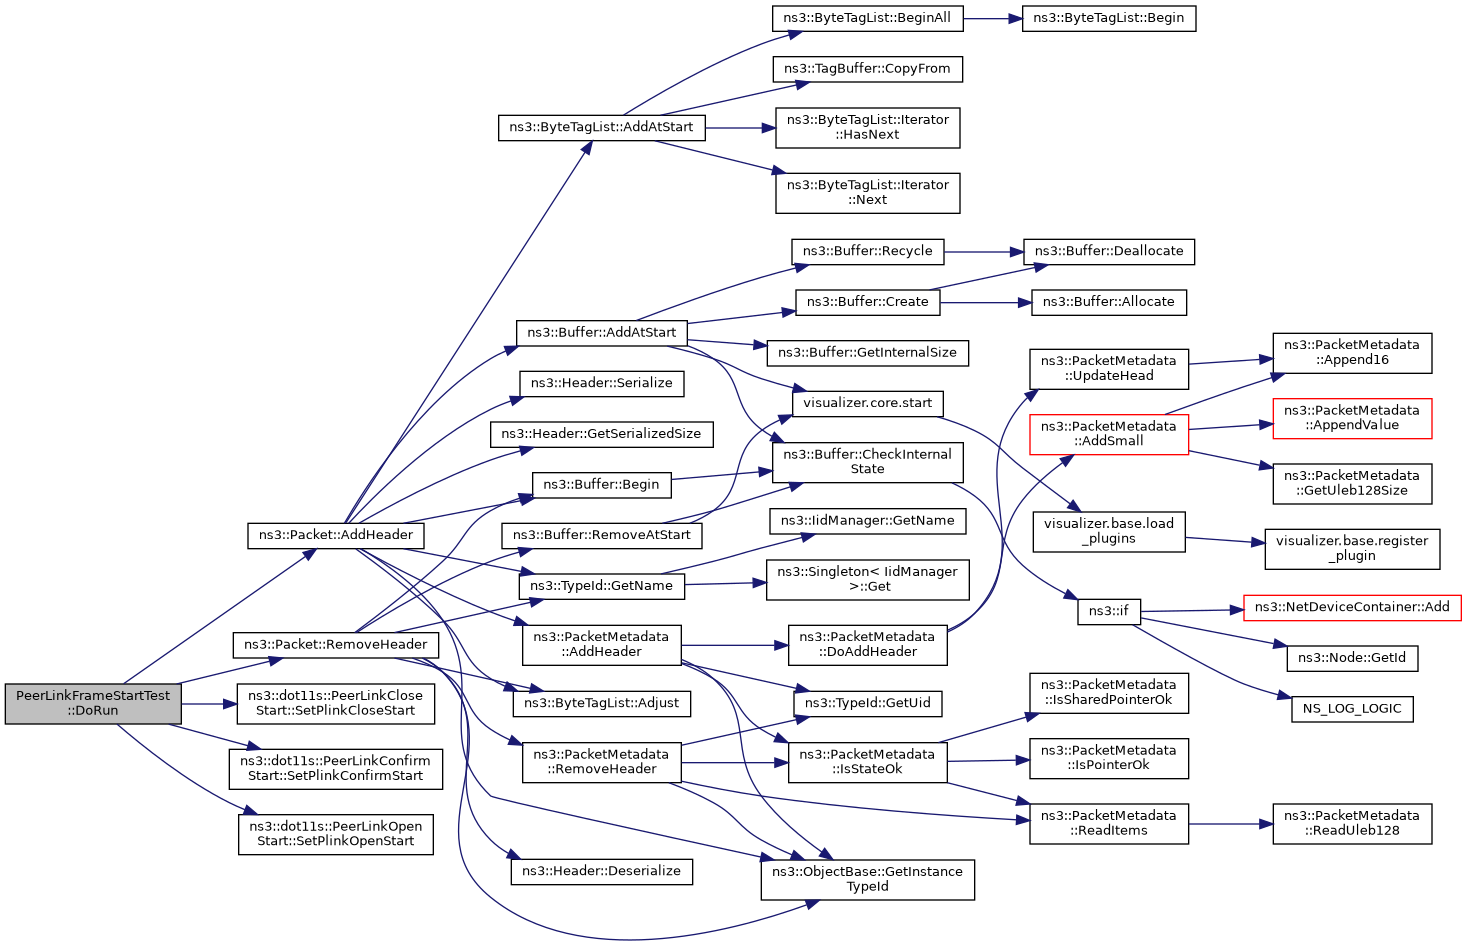 ns3::ByteTagList::BeginAll
ns3::ByteTagList::Begin
ns3::TagBuffer::CopyFrom
ns3::ByteTagList::AddAtStart
ns3::ByteTagList::Iterator
::HasNext
ns3::ByteTagList::Iterator
::Next
ns3::Buffer::Recycle
ns3::Buffer::Deallocate
ns3::Buffer::Create
ns3::Buffer::Allocate
ns3::Buffer::AddAtStart
ns3::Buffer::GetInternalSize
ns3::PacketMetadata
::Append16
ns3::PacketMetadata
::UpdateHead
ns3::Header::Serialize
visualizer.core.start
ns3::PacketMetadata
::AppendValue
ns3::PacketMetadata
::AddSmall
ns3::Header::GetSerializedSize
ns3::Buffer::CheckInternal
State
ns3::Buffer::Begin
ns3::PacketMetadata
::GetUleb128Size
ns3::IidManager::GetName
visualizer.base.load
_plugins
ns3::Packet::AddHeader
ns3::Buffer::RemoveAtStart
visualizer.base.register
_plugin
ns3::TypeId::GetName
ns3::Singleton< IidManager
>::Get
ns3::if
ns3::NetDeviceContainer::Add
ns3::Packet::RemoveHeader
ns3::PacketMetadata
::AddHeader
ns3::PacketMetadata
::DoAddHeader
ns3::Node::GetId
PeerLinkFrameStartTest
::DoRun
ns3::dot11s::PeerLinkClose
Start::SetPlinkCloseStart
ns3::ByteTagList::Adjust
ns3::TypeId::GetUid
ns3::PacketMetadata
::IsSharedPointerOk
NS_LOG_LOGIC
ns3::dot11s::PeerLinkConfirm
Start::SetPlinkConfirmStart
ns3::PacketMetadata
::RemoveHeader
ns3::PacketMetadata
::IsStateOk
ns3::PacketMetadata
::IsPointerOk
ns3::dot11s::PeerLinkOpen
Start::SetPlinkOpenStart
ns3::PacketMetadata
::ReadItems
ns3::PacketMetadata
::ReadUleb128
ns3::Header::Deserialize
ns3::ObjectBase::GetInstance
TypeId